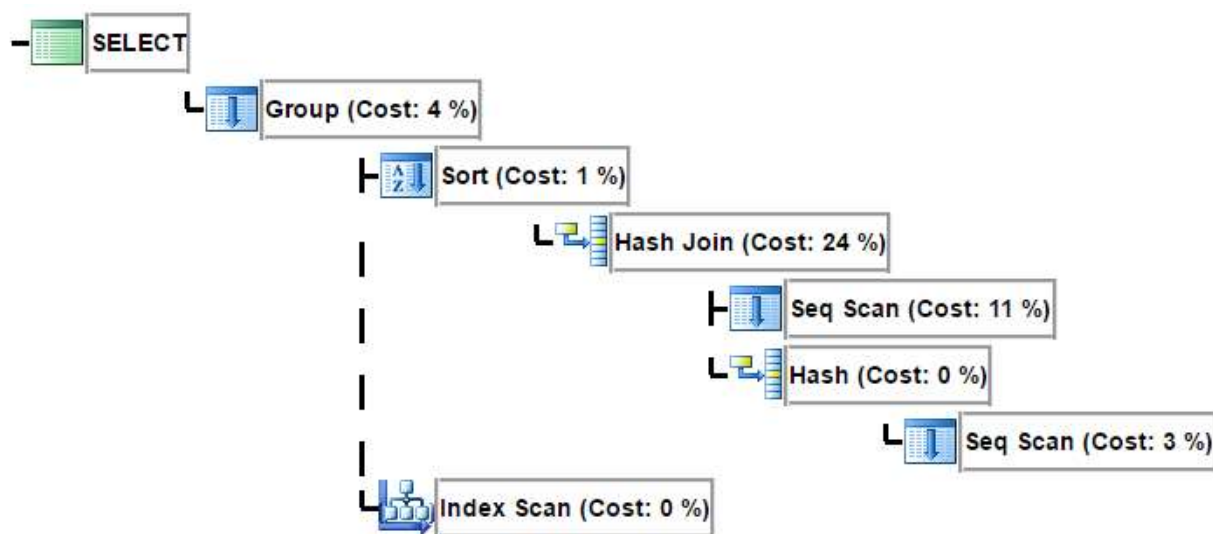 SELECT
Group (Cost: 4 %)
Sort (Cost: 1 %)
Hash Join (Cost: 24 %)
Seq Scan (Cost: 11 %)
Hash (Cost: 0 %)
Seq Scan (Cost: 3 %)
Index Scan (Cost: 0 %)